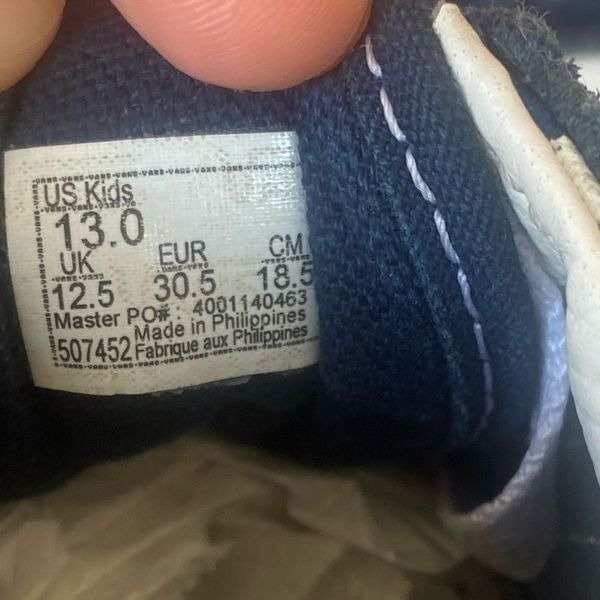 US Kids
13.0
UK EUR CM
12.5 30.5 18.5
Master PO#: 4001140463
Made in Philippines
507452 Fabrique aux Philippines